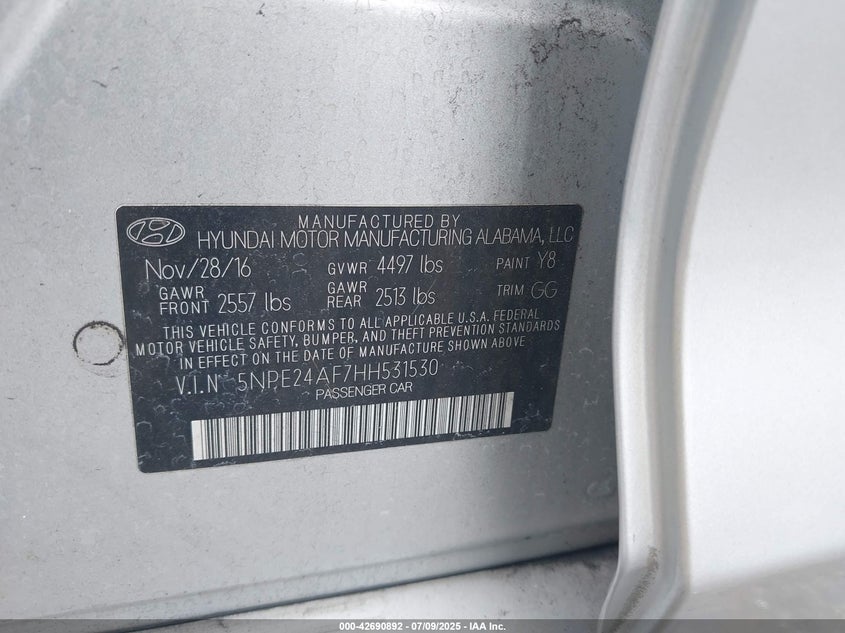 MANUFACTURED BY
HYUNDAI MOTOR MANUFACTURING ALABAMA, LLC
Nov/28/16 GVWR 4497 lbs PAINT Y8
GAWR FRONT 2557 lbs GAWR REAR 2513 lbs TRIM GG
THIS VEHICLE CONFORMS TO ALL APPLICABLE U.S.A. FEDERAL
MOTOR VEHICLE SAFETY, BUMPER, AND THEFT PREVENTION STANDARDS
IN EFFECT ON THE DATE OF MANUFACTURE SHOWN ABOVE
V.I.N 5NPE24AF7HH531530
PASSENGER CAR
000-42690892 - 07/09/2025 - IAA Inc.